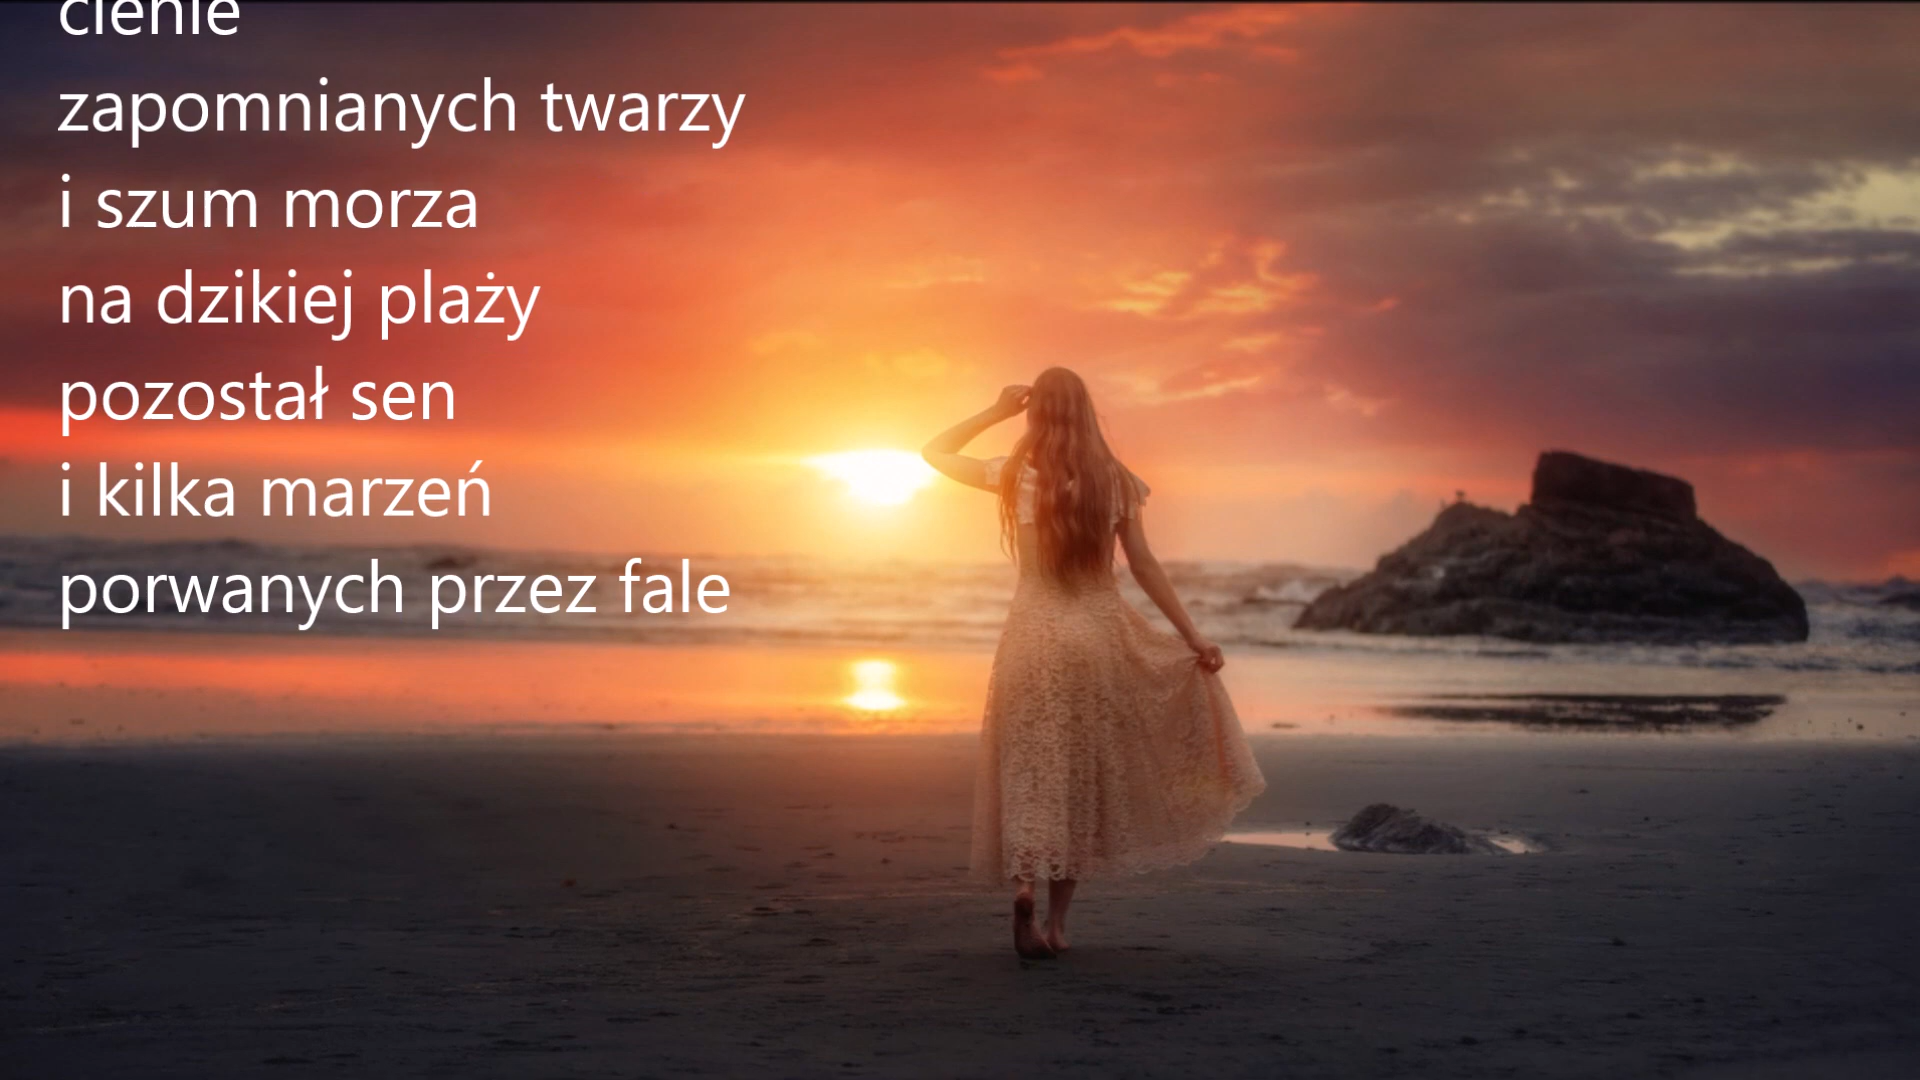 cienie
zapomnianych twarzy
i szum morza
na dzikiej plaży
pozostał sen
i kilka marzeń
porwanych przez fale